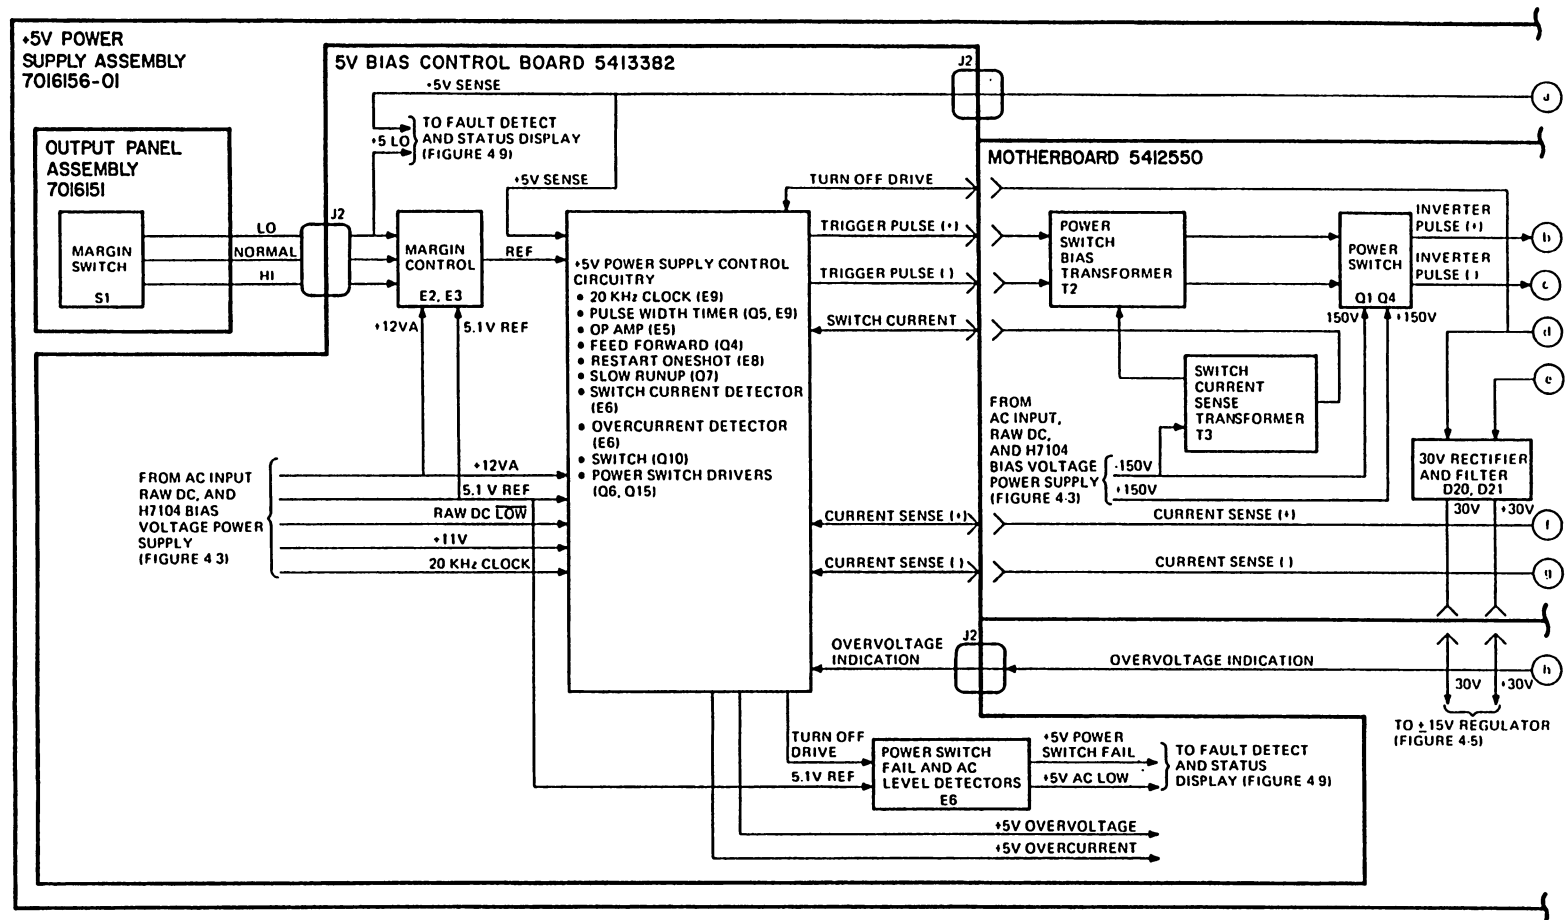 +5V POWER
SUPPLY ASSEMBLY
7016156-01
5V BIAS CONTROL BOARD 5413382
J2
+5V SENSE
a
TO FAULT DETECT
AND STATUS DISPLAY
(FIGURE 4 9)
+5 LO
OUTPUT PANEL
ASSEMBLY
7016151
MOTHERBOARD 5412550
+5V SENSE
TURN OFF DRIVE
MARGIN
SWITCH
S1
LO
NORMAL
HI
J2
MARGIN
CONTROL
E2, E3
REF
+12VA
5.1V REF
+5V POWER SUPPLY CONTROL
CIRCUITRY
• 20 KHz CLOCK (E9)
• PULSE WIDTH TIMER (Q5, E9)
• OP AMP (E5)
• FEED FORWARD (Q4)
• RESTART ONESHOT (E8)
• SLOW RUNUP (Q7)
• SWITCH CURRENT DETECTOR
(E6)
• OVERCURRENT DETECTOR
(E6)
• SWITCH (Q10)
• POWER SWITCH DRIVERS
(Q6, Q15)
TRIGGER PULSE (+)
TRIGGER PULSE ( )
SWITCH CURRENT
POWER
SWITCH
BIAS
TRANSFORMER
T2
POWER
SWITCH
Q1 Q4
150V
+150V
INVERTER
PULSE (+)
b
INVERTER
PULSE ( )
c
d
e
SWITCH
CURRENT
SENSE
TRANSFORMER
T3
FROM
AC INPUT,
RAW DC,
AND H7104
BIAS VOLTAGE
POWER SUPPLY
(FIGURE 4-3)
-150V
+150V
30V RECTIFIER
AND FILTER
D20, D21
30V
+30V
FROM AC INPUT
RAW DC, AND
H7104 BIAS
VOLTAGE POWER
SUPPLY
(FIGURE 4 3)
+12VA
5.1 V REF
RAW DC LOW
+11V
20 KHz CLOCK
CURRENT SENSE (+)
CURRENT SENSE (+)
f
CURRENT SENSE ( )
CURRENT SENSE ( )
g
OVERVOLTAGE
INDICATION
J2
OVERVOLTAGE INDICATION
h
30V
+30V
TO ±15V REGULATOR
(FIGURE 4-5)
TURN OFF
DRIVE
5.1V REF
POWER SWITCH
FAIL AND AC
LEVEL DETECTORS
E6
+5V POWER
SWITCH FAIL
+5V AC LOW
TO FAULT DETECT
AND STATUS
DISPLAY (FIGURE 4 9)
+5V OVERVOLTAGE
+5V OVERCURRENT